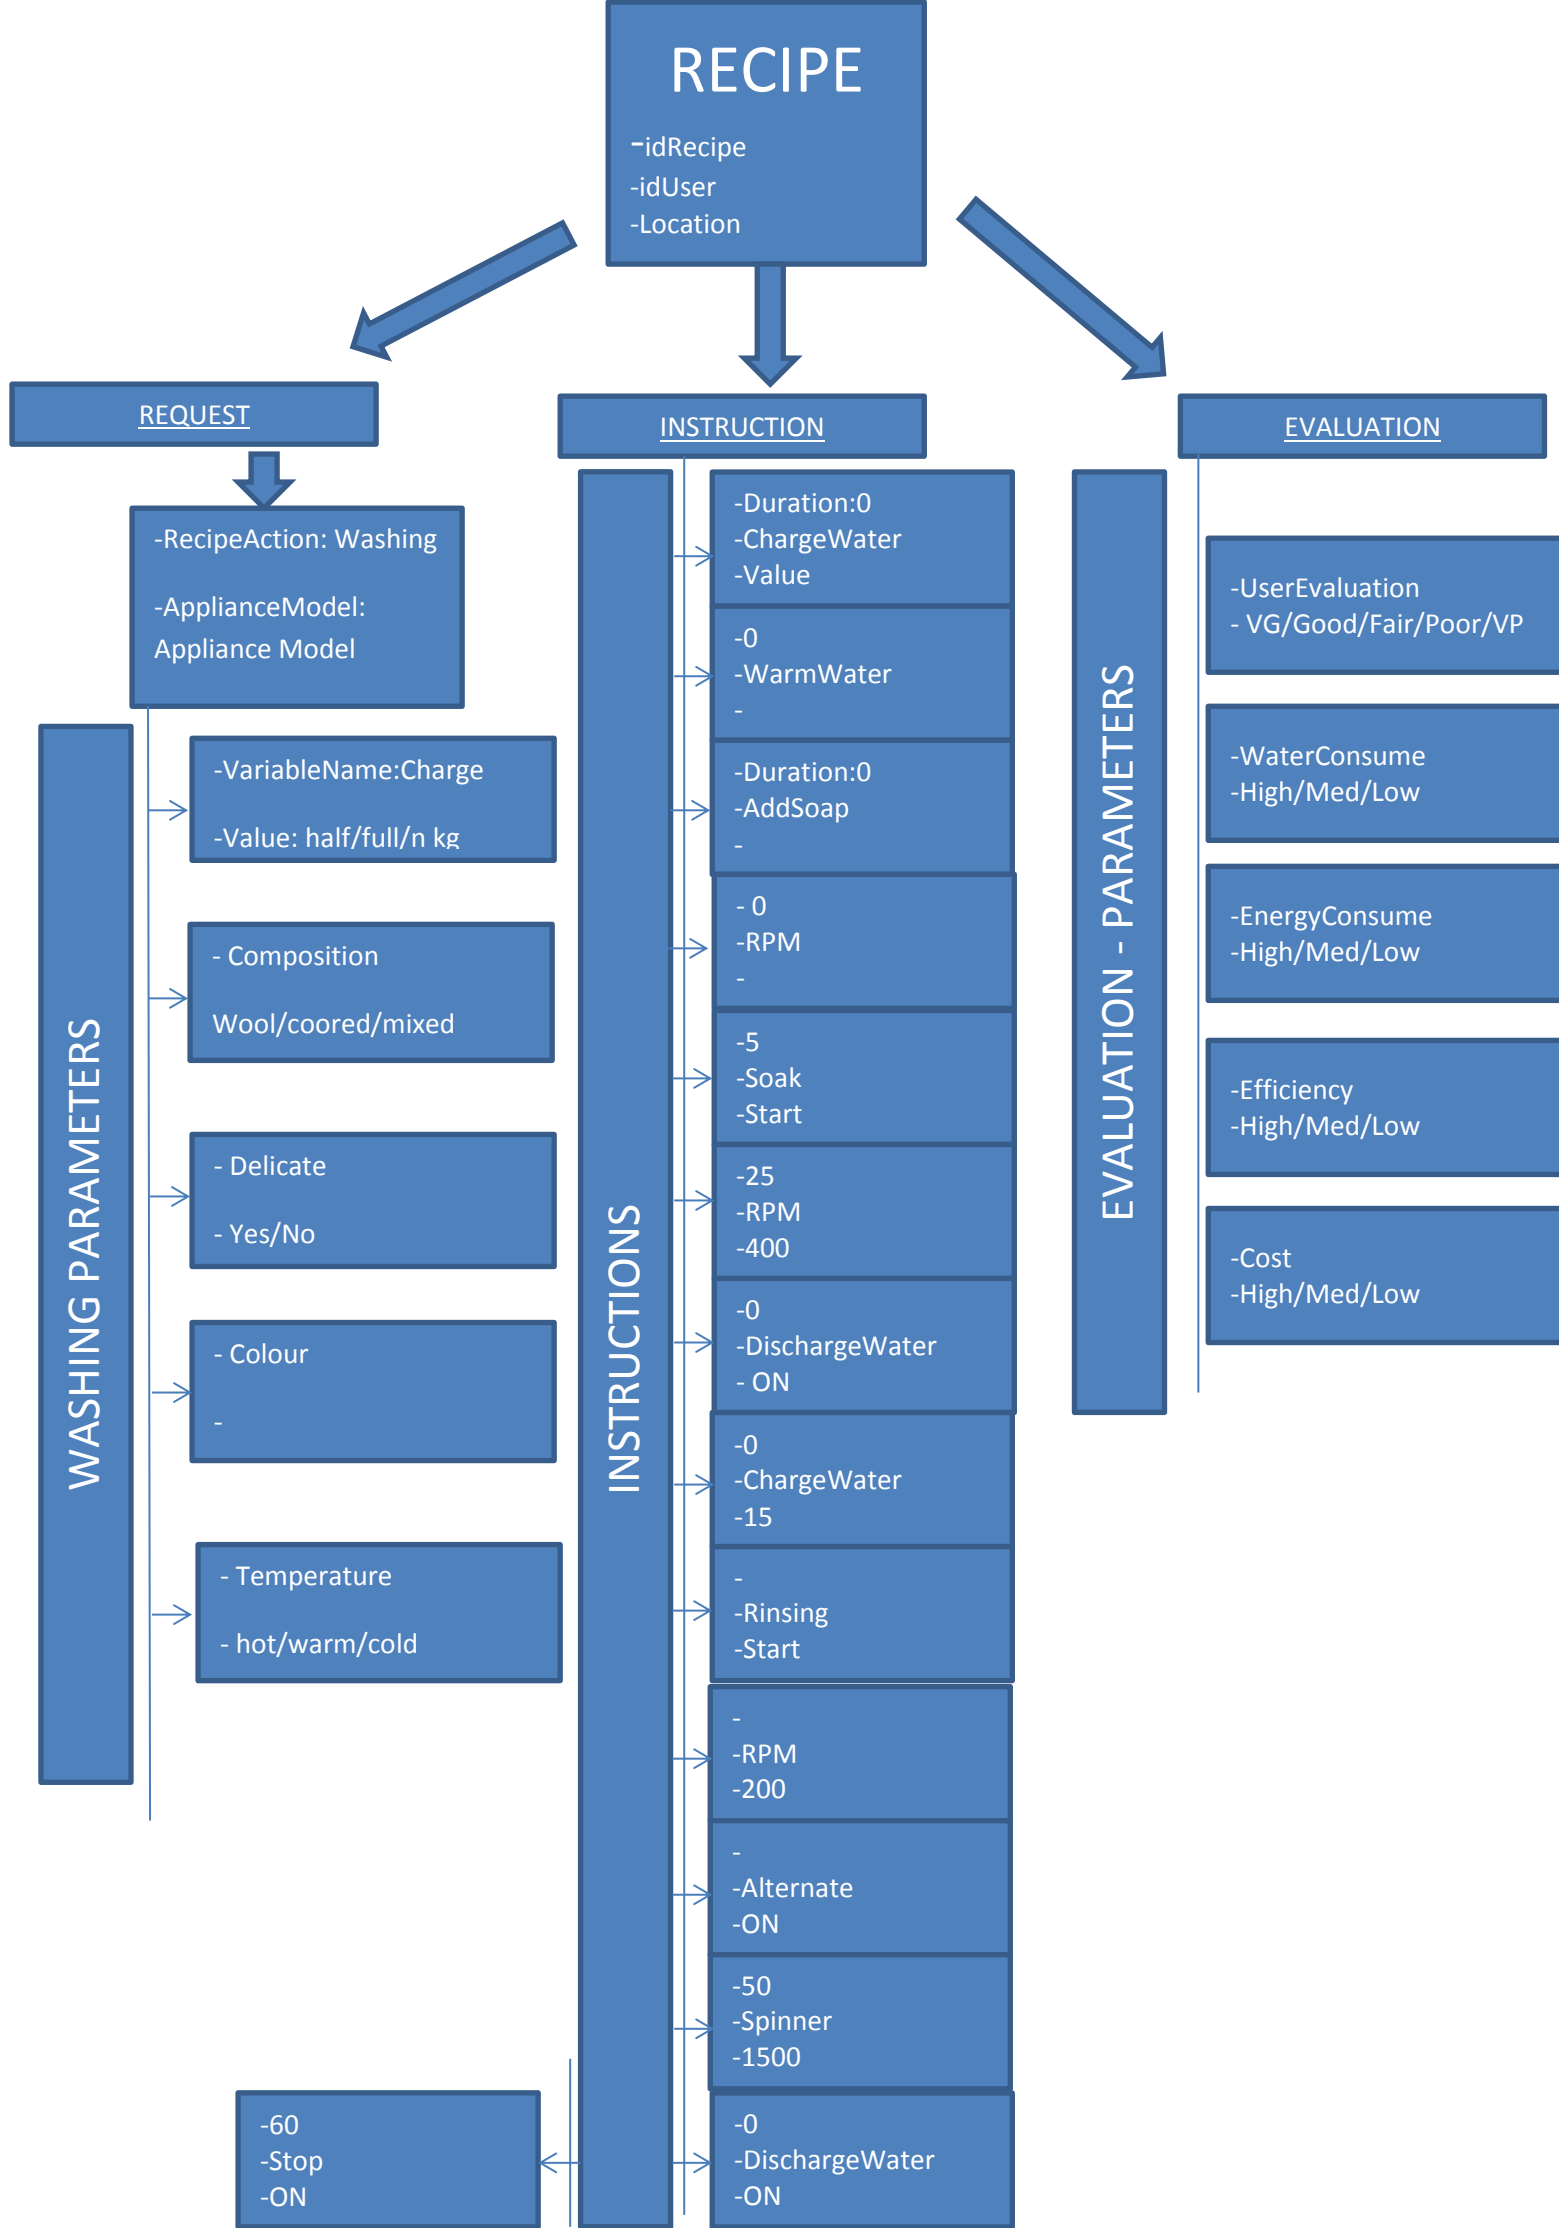 RECIPE
-idRecipe
-idUser
-Location
REQUEST
-RecipeAction: Washing
-ApplianceModel:
Appliance Model
WASHING PARAMETERS
-VariableName:Charge
-Value: half/full/n kg
- Composition
Wool/coored/mixed
- Delicate
- Yes/No
- Colour
-
- Temperature
- hot/warm/cold
INSTRUCTION
INSTRUCTIONS
-Duration:0
-ChargeWater
-Value
-0
-WarmWater
-
-Duration:0
-AddSoap
-
- 0
-RPM
-
-5
-Soak
-Start
-25
-RPM
-400
-0
-DischargeWater
- ON
-0
-ChargeWater
-15
-
-Rinsing
-Start
-
-RPM
-200
-
-Alternate
-ON
-50
-Spinner
-1500
-0
-DischargeWater
-ON
-60
-Stop
-ON
EVALUATION
EVALUATION - PARAMETERS
-UserEvaluation
- VG/Good/Fair/Poor/VP
-WaterConsume
-High/Med/Low
-EnergyConsume
-High/Med/Low
-Efficiency
-High/Med/Low
-Cost
-High/Med/Low